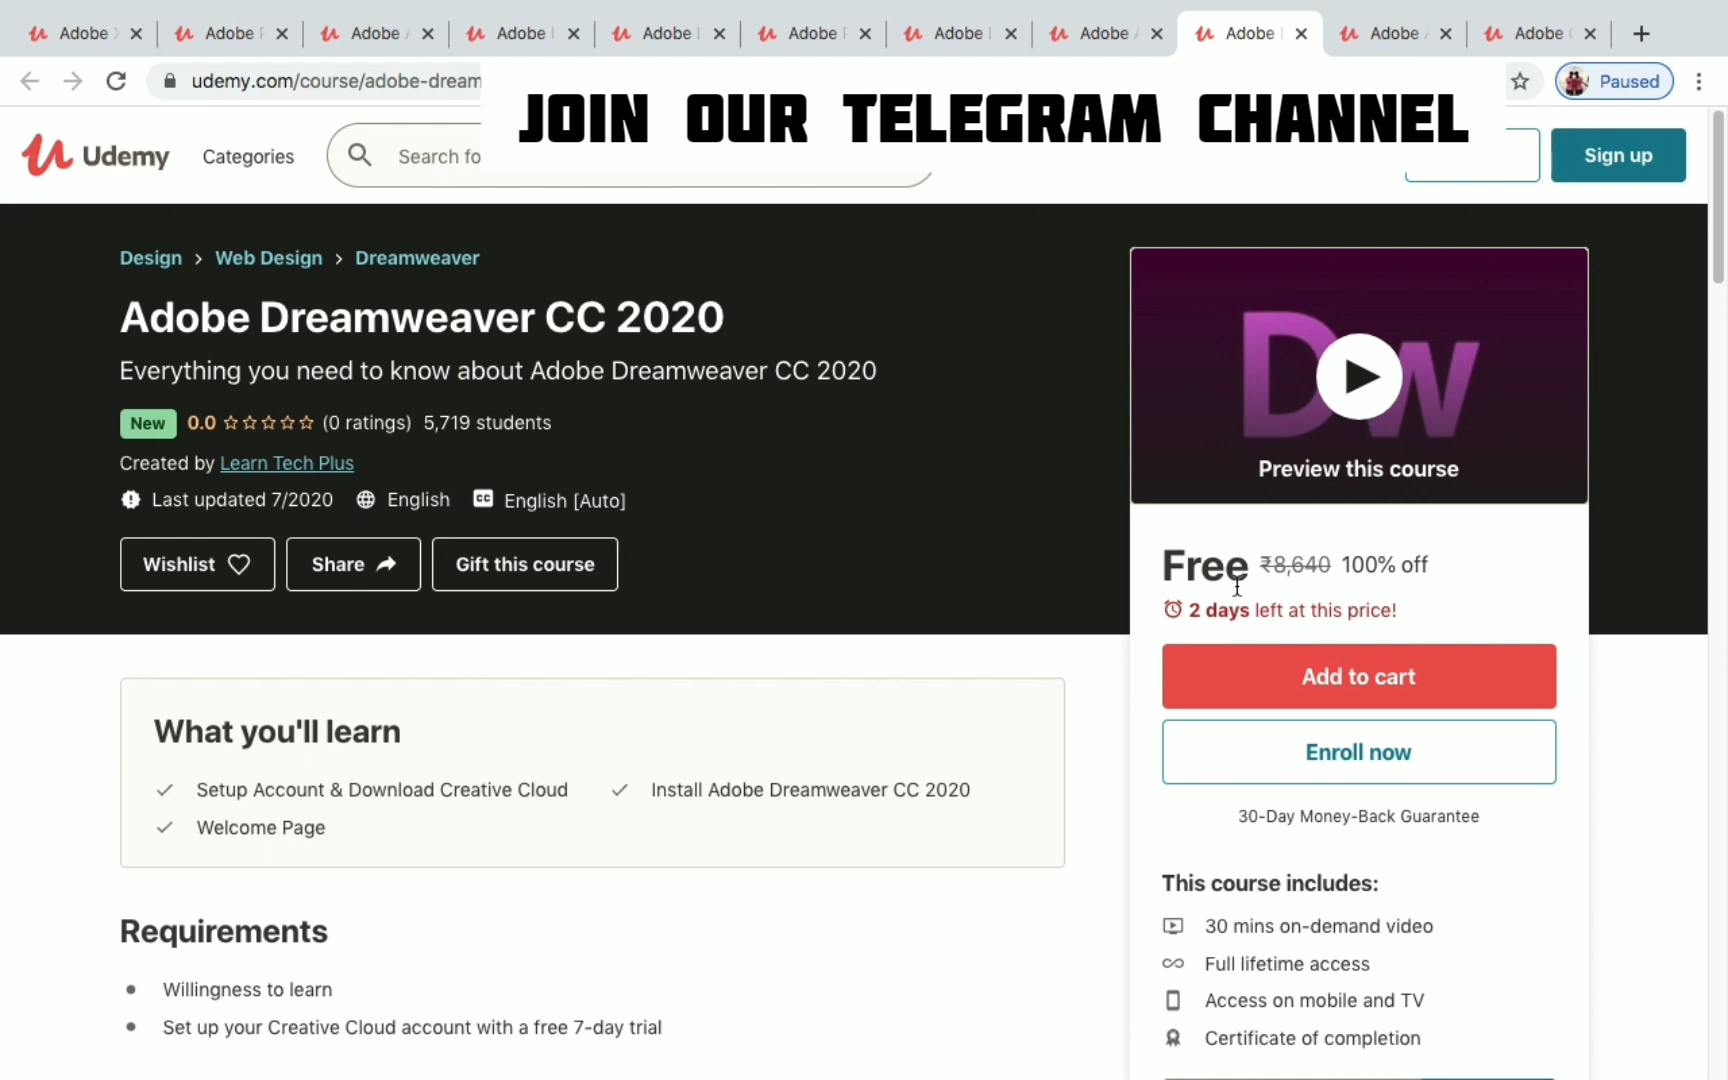 Adobe
Adobe
Adobe
Adobe
Adobe
Adobe
Adobe
Adobe
Adobe
Adobe
Adobe
udemy.com/course/adobe-dream
JOIN OUR TELEGRAM CHANNEL
Paused
Udemy
Categories
Search fo
Sign up
Design > Web Design > Dreamweaver
Adobe Dreamweaver CC 2020
Everything you need to know about Adobe Dreamweaver CC 2020
New 0.0 (0 ratings) 5,719 students
Created by Learn Tech Plus
Last updated 7/2020 English CC English [Auto]
Wishlist
Share
Gift this course
Dw
Preview this course
Free ₹8,640 100% off
2 days left at this price!
Add to cart
Enroll now
30-Day Money-Back Guarantee
This course includes:
30 mins on-demand video
Full lifetime access
Access on mobile and TV
Certificate of completion
What you'll learn
Setup Account & Download Creative Cloud
Install Adobe Dreamweaver CC 2020
Welcome Page
Requirements
Willingness to learn
Set up your Creative Cloud account with a free 7-day trial